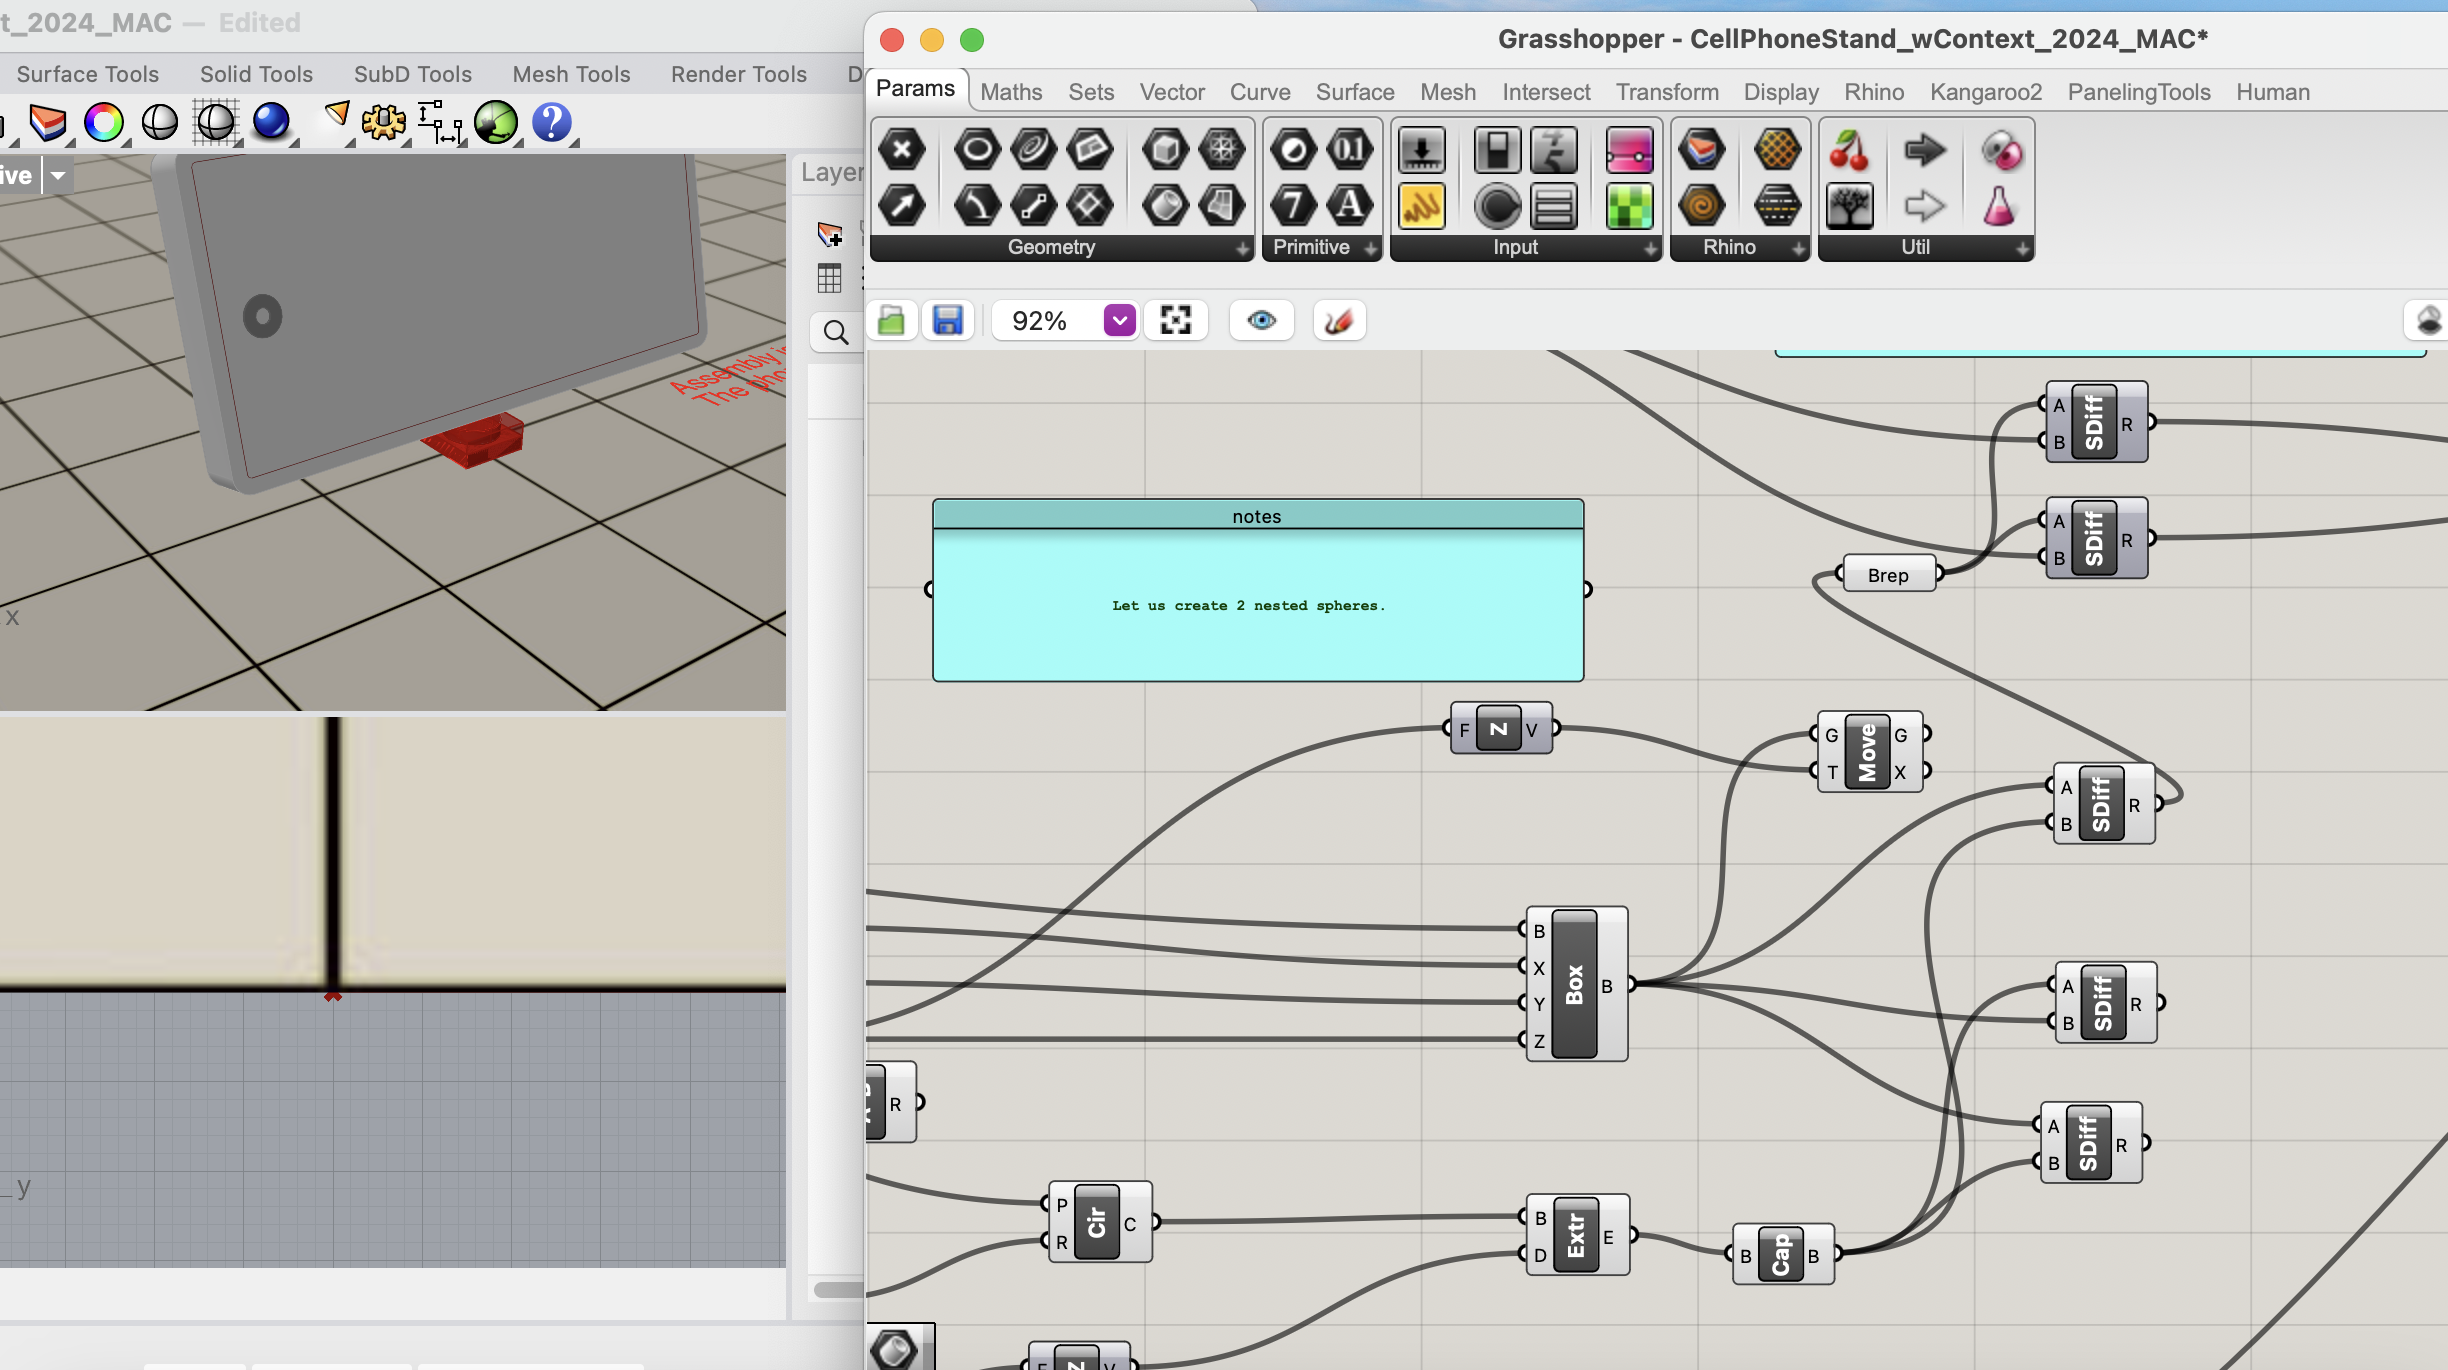 t_2024_MAC — Edited
Surface Tools Solid Tools SubD Tools Mesh Tools Render Tools D
ive
Layer
x
y
Assembly i
The pho
Grasshopper - CellPhoneStand_wContext_2024_MAC*
Params Maths Sets Vector Curve Surface Mesh Intersect Transform Display Rhino Kangaroo2 PanelingTools Human
0.1
7 A
Geometry Primitive Input Rhino Util
92%
A SDiff R
B
notes
A SDiff R
B
Brep
Let us create 2 nested spheres.
F Z V
G Move G
T X
A SDiff R
B
B
X Box B
Y
Z
A SDiff R
B
R
A SDiff R
B
P Cir C
R
B Extr E
D
B Cap B
F Z V